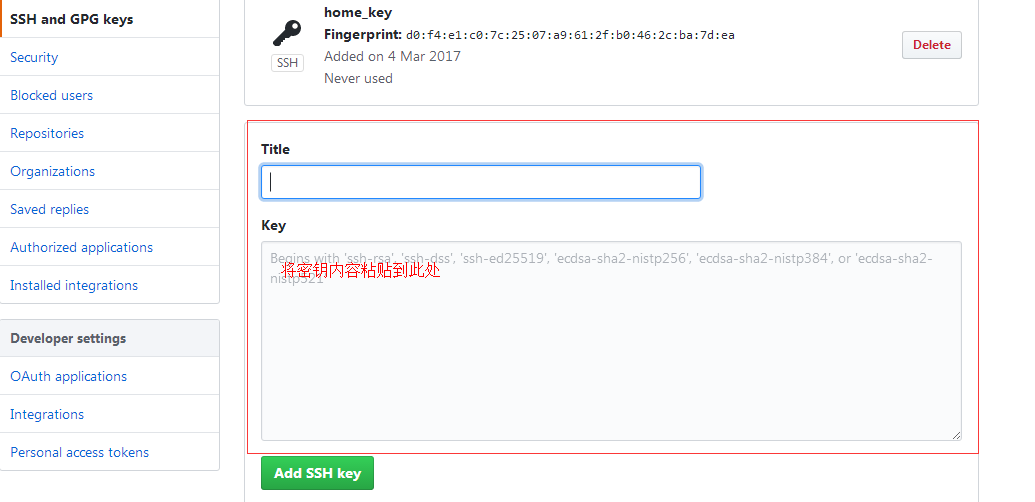 SSH and GPG keys
Security
Blocked users
Repositories
Organizations
Saved replies
Authorized applications
Installed integrations
Developer settings
OAuth applications
Integrations
Personal access tokens
home_key
Fingerprint: d0:f4:e1:c0:7c:25:07:a9:61:2f:b0:46:2c:ba:7d:ea
SSH
Added on 4 Mar 2017
Never used
Delete
Title
Key
Begins with 'ssh-rsa', 'ssh-dss', 'ssh-ed25519', 'ecdsa-sha2-nistp256', 'ecdsa-sha2-nistp384', or 'ecdsa-sha2-
nistp521'
将密钥内容粘贴到此处
Add SSH key